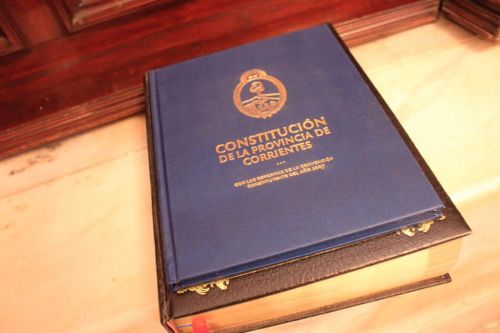 CONSTITUCIÓN
DE LA PROVINCIA DE
CORRIENTES
CON LAS REFORMAS DE LA CONVENCIÓN
CONSTITUYENTE DEL AÑO 2007